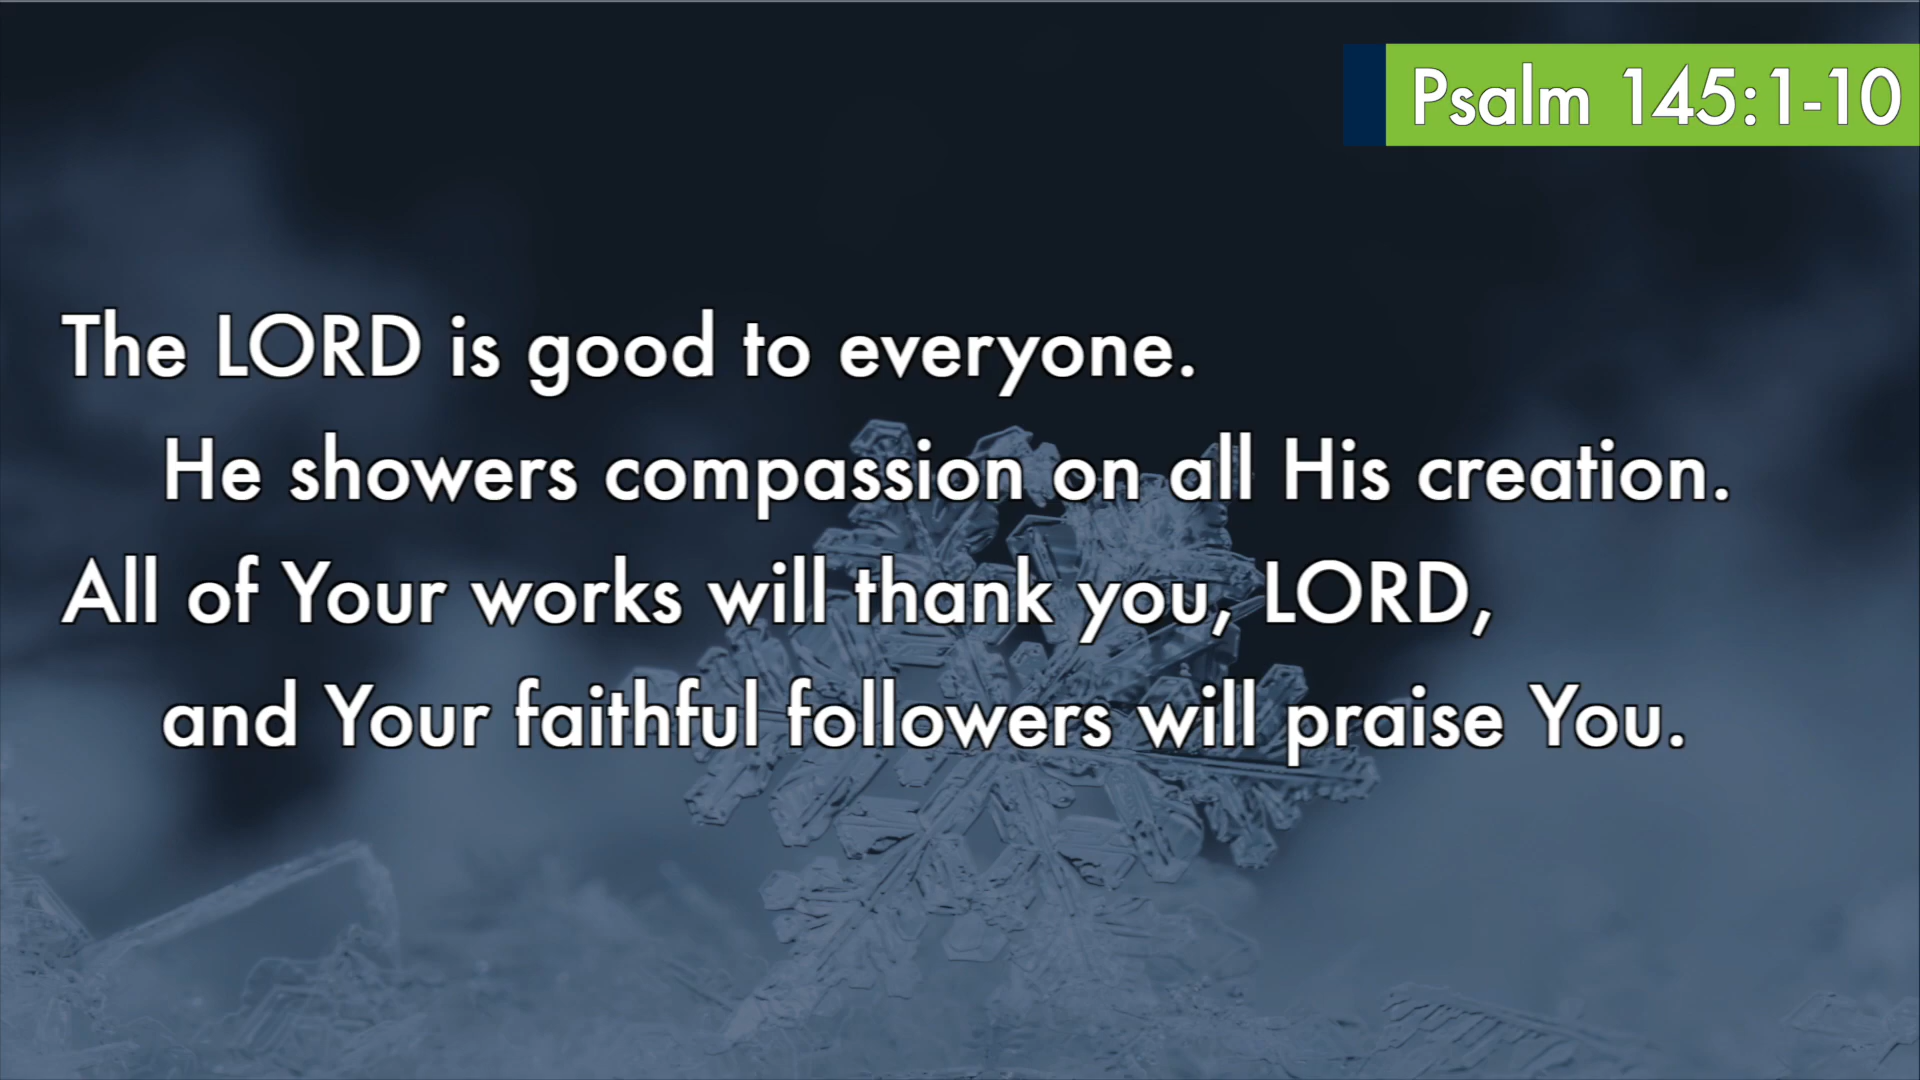 Psalm 145:1-10
The LORD is good to everyone.
He showers compassion on all His creation.
All of Your works will thank you, LORD,
and Your faithful followers will praise You.